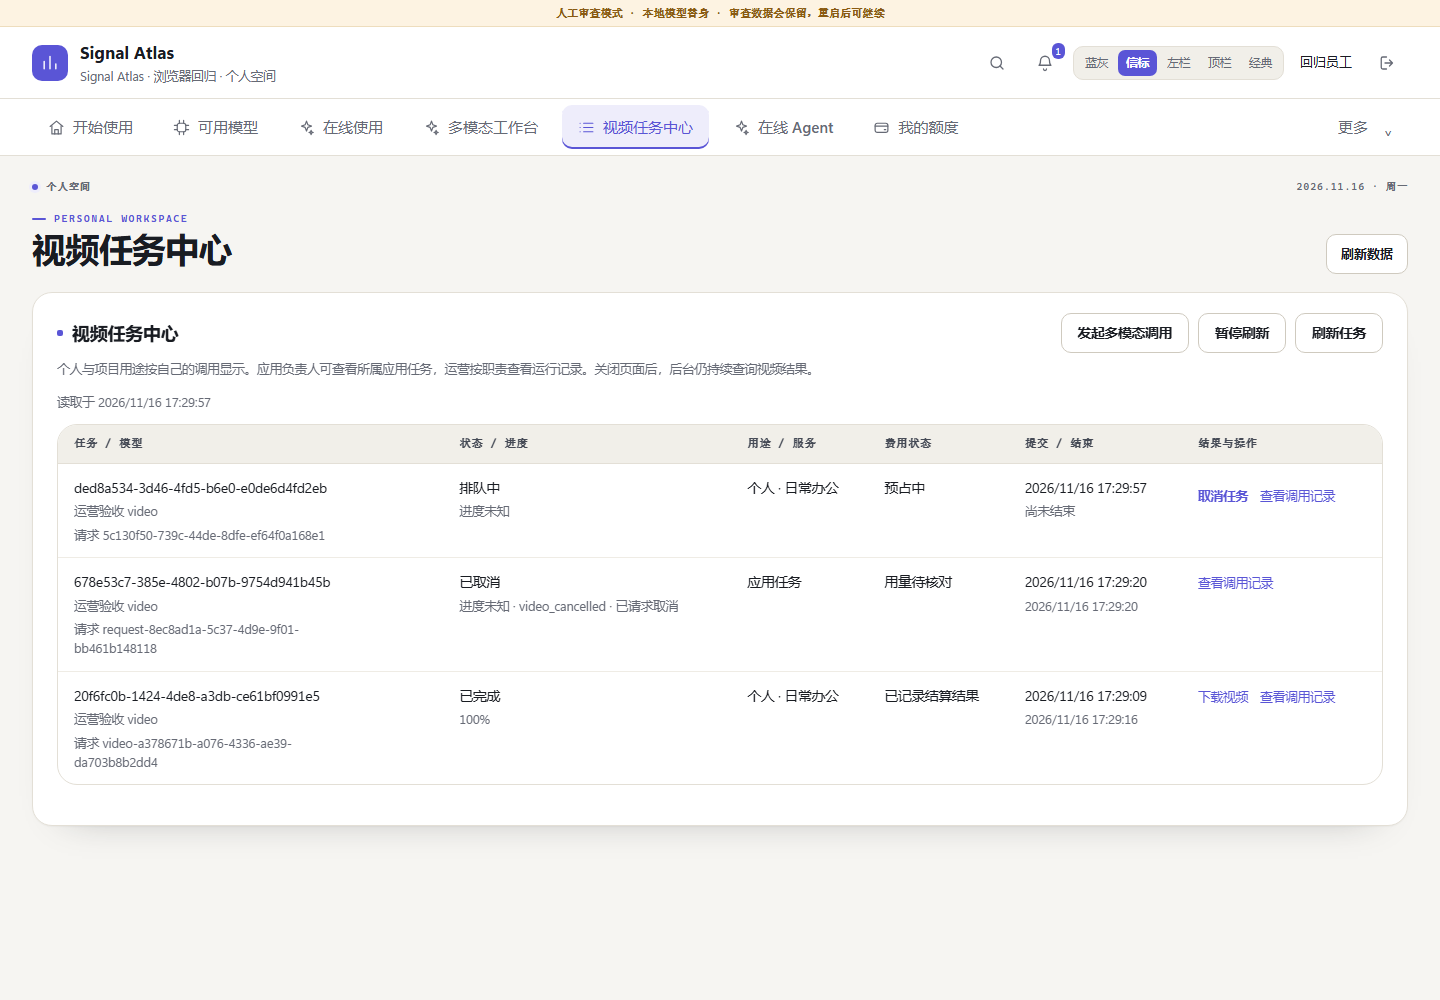 人工审查模式 · 本地模型替身 · 审查数据会保留，重启后可继续
Signal Atlas
Signal Atlas · 浏览器回归 · 个人空间
1
蓝灰 信标 左栏 顶栏 经典
回归员工
开始使用 可用模型 在线使用 多模态工作台 视频任务中心 在线 Agent 我的额度 更多
个人空间
2026.11.16 · 周一
PERSONAL WORKSPACE
视频任务中心
刷新数据
视频任务中心
发起多模态调用 暂停刷新 刷新任务
个人与项目用途按自己的调用显示。应用负责人可查看所属应用任务，运营按职责查看运行记录。关闭页面后，后台仍持续查询视频结果。
读取于 2026/11/16 17:29:57
任务 / 模型 状态 / 进度 用途 / 服务 费用状态 提交 / 结束 结果与操作
ded8a534-3d46-4fd5-b6e0-e0de6d4fd2eb 排队中 个人 · 日常办公 预占中 2026/11/16 17:29:57 取消任务 查看调用记录
运营验收 video 进度未知 尚未结束
请求 5c130f50-739c-44de-8dfe-ef64f0a168e1
678e53c7-385e-4802-b07b-9754d941b45b 已取消 应用任务 用量待核对 2026/11/16 17:29:20 查看调用记录
运营验收 video 进度未知 · video_cancelled · 已请求取消 2026/11/16 17:29:20
请求 request-8ec8ad1a-5c37-4d9e-9f01-
bb461b148118
20f6fc0b-1424-4de8-a3db-ce61bf0991e5 已完成 个人 · 日常办公 已记录结算结果 2026/11/16 17:29:09 下载视频 查看调用记录
运营验收 video 100% 2026/11/16 17:29:16
请求 video-a378671b-a076-4336-ae39-
da703b8b2dd4